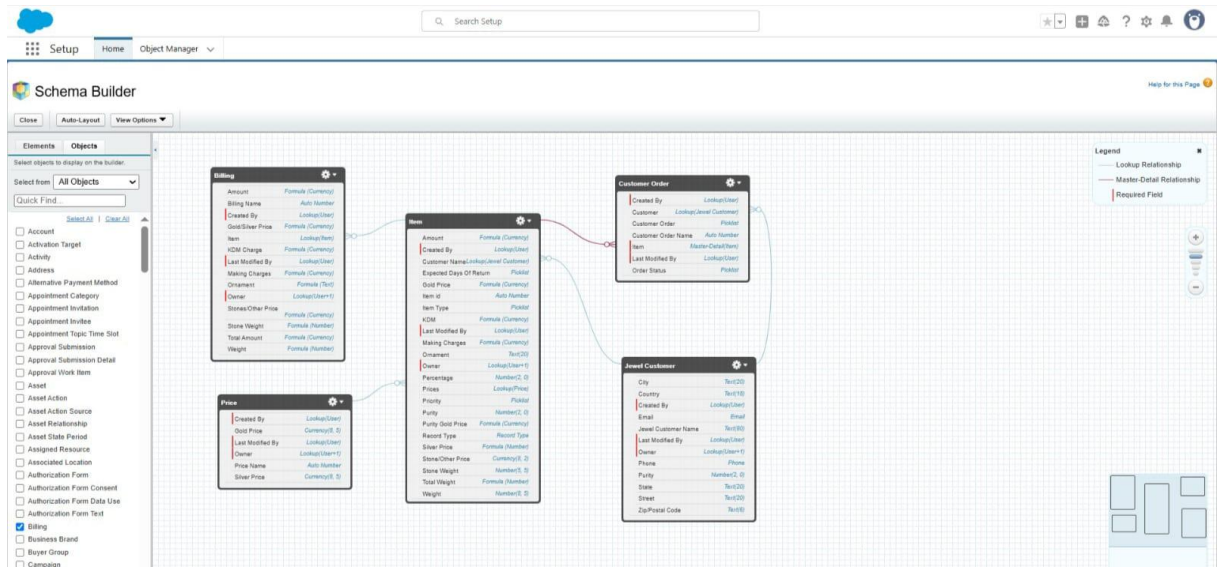 Search Setup
Setup
Home
Object Manager
Schema Builder
Help for this Page
Close
Auto-Layout
View Options
Elements
Objects
Select objects to display on the builder.
Select from
All Objects
Quick Find...
Select All | Clear All
Account
Activation Target
Activity
Address
Alternative Payment Method
Appointment Category
Appointment Invitation
Appointment Invitee
Appointment Topic Time Slot
Approval Submission
Approval Submission Detail
Approval Work Item
Asset
Asset Action
Asset Action Source
Asset Relationship
Asset State Period
Assigned Resource
Associated Location
Authorization Form
Authorization Form Consent
Authorization Form Data Use
Authorization Form Text
Billing
Business Brand
Buyer Group
Campaign
Billing
Amount Formula (Currency)
Billing Name Auto Number
Created By Lookup(User)
Gold/Silver Price Formula (Currency)
Item Lookup(Item)
KDM Charge Formula (Currency)
Last Modified By Lookup(User)
Making Charges Formula (Currency)
Ornament Formula (Text)
Owner Lookup(User+1)
Stones/Other Price
Formula (Currency)
Stone Weight Formula (Number)
Total Amount Formula (Currency)
Weight Formula (Number)
Price
Created By Lookup(User)
Gold Price Currency(5, 5)
Last Modified By Lookup(User)
Owner Lookup(User+1)
Price Name Auto Number
Silver Price Currency(5, 5)
Item
Amount Formula (Currency)
Created By Lookup(User)
Customer Name Lookup(Jewel Customer)
Expected Days Of Return Picklist
Gold Price Formula (Currency)
Item id Auto Number
Item Type Picklist
KDM Formula (Currency)
Last Modified By Lookup(User)
Making Charges Formula (Currency)
Ornament Text(20)
Owner Lookup(User+1)
Percentage Number(2, 0)
Prices Lookup(Price)
Priority Picklist
Purity Number(2, 0)
Purity Gold Price Formula (Currency)
Record Type Record Type
Silver Price Formula (Number)
Stone/Other Price
Stone Weight
Total Weight Formula (Number)
Weight
Customer Order
Created By Lookup(User)
Customer Lookup(Jewel Customer)
Customer Order Picklist
Customer Order Name Auto Number
Item Master-Detail(Item)
Last Modified By Lookup(User)
Order Status Picklist
Jewel Customer
City Text(20)
Country Text(18)
Created By Lookup(User)
Email Email
Jewel Customer Name Text(80)
Last Modified By Lookup(User)
Owner Lookup(User+1)
Phone Phone
Purity Number(2, 0)
State Text(20)
Street Text(20)
Zip/Postal Code Text(6)
Legend
Lookup Relationship
Master-Detail Relationship
Required Field